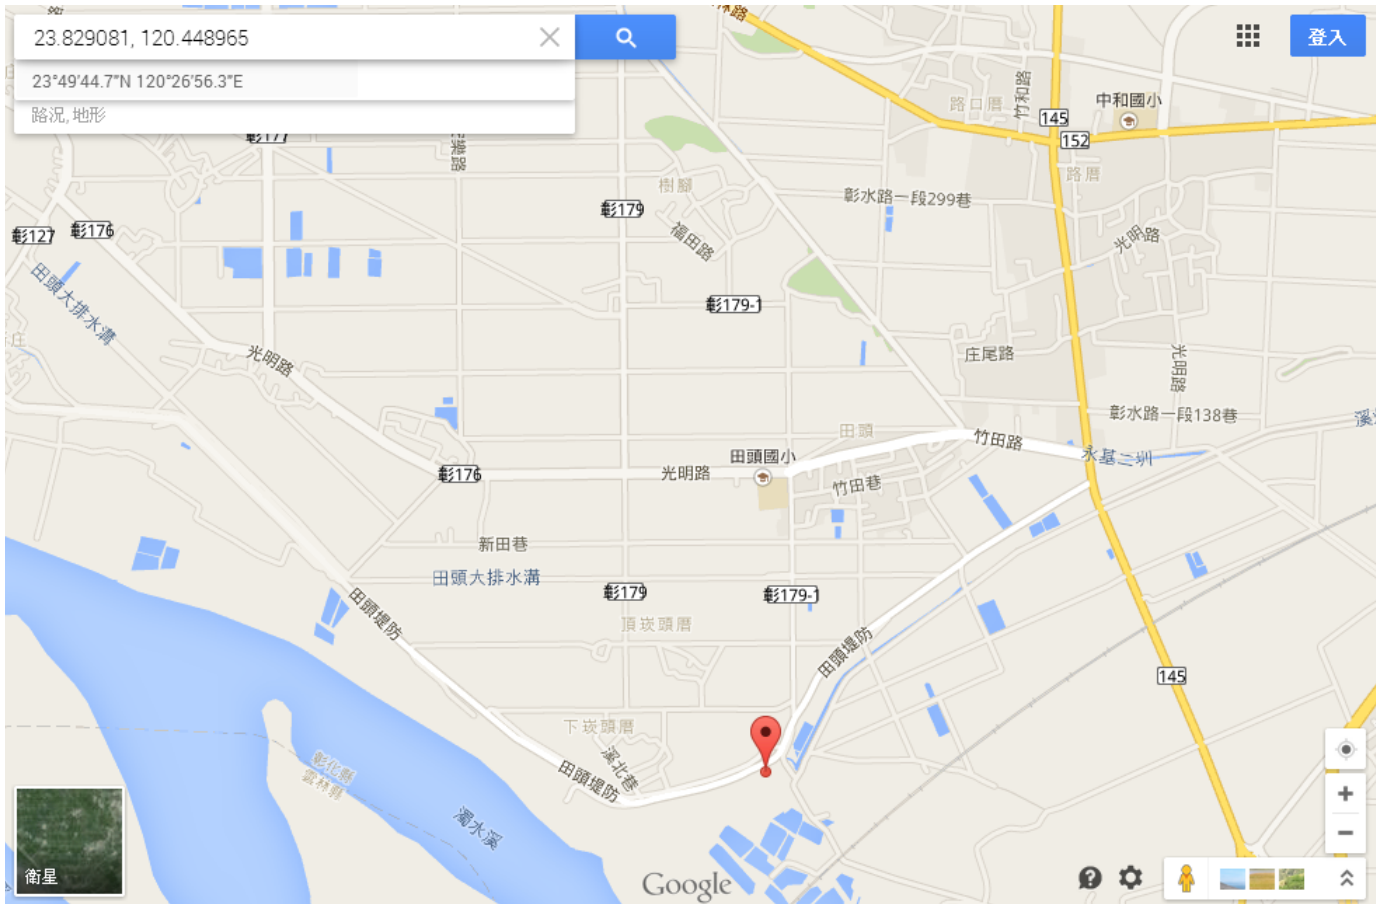 23.829081, 120.448965
登入
23°49'44.7"N 120°26'56.3"E
路況, 地形
路口厝
竹和路
中和國小
145
152
彰177
路厝
樹腳
彰水路一段299巷
彰179
彰127
彰176
福田路
光明路
田頭大排水溝
彰179-1
光明路
庄尾路
光明路
彰水路一段138巷
田頭
竹田路
永基二圳
田頭國小
彰176
光明路
竹田巷
新田巷
田頭大排水溝
彰179
彰179-1
田頭堤防
頂崁頭厝
田頭堤防
145
下崁頭厝
溪北巷
田頭堤防
彰化縣
雲林縣
濁水溪
衛星
Google